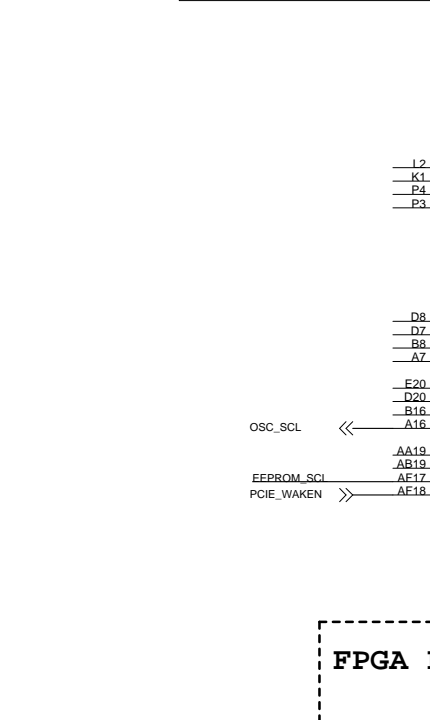 L2
K1
P4
P3
D8
D7
B8
A7
E20
D20
B16
OSC_SCL A16
AA19
AB19
EEPROM_SCL AF17
PCIE_WAKEN AF18
FPGA